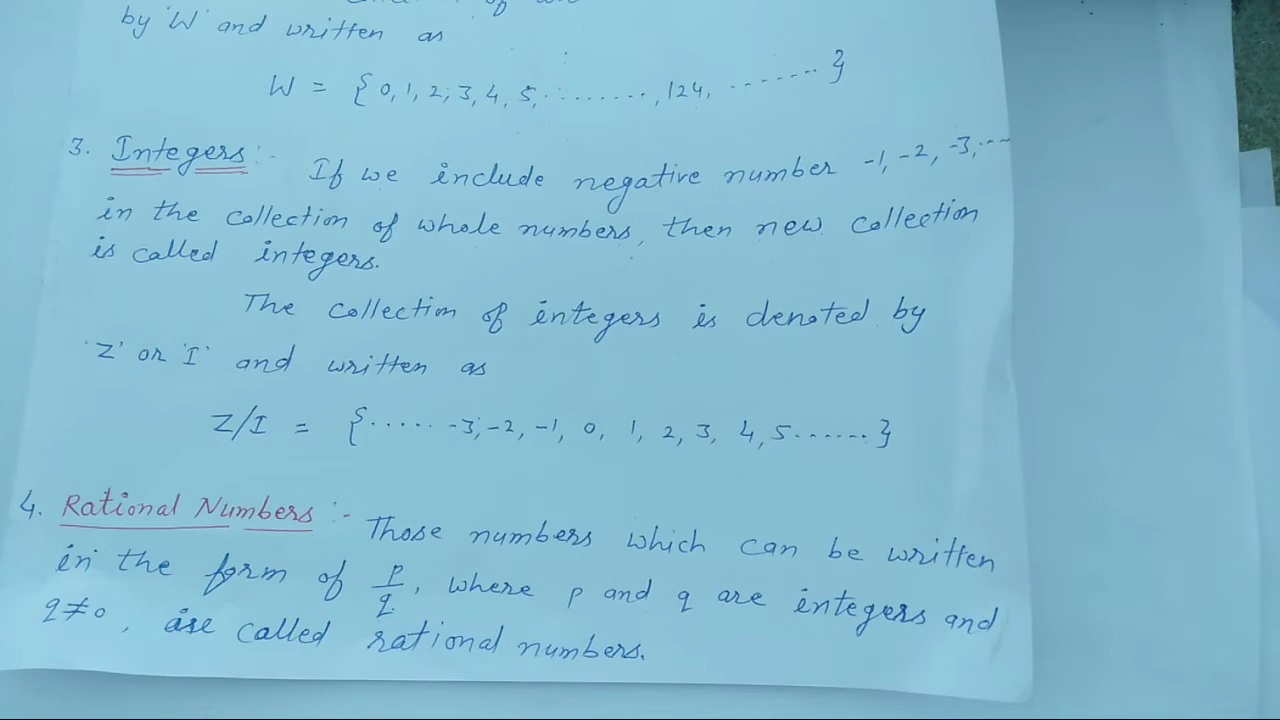 by 'W' and written as
W = { 0, 1, 2, 3, 4, 5, ........ , 124, ....... }
3. Integers :- If we include negative number -1, -2, -3, ....
in the collection of whole numbers, then new collection
is called integers.
The collection of integers is denoted by
'Z' or 'I' and written as
Z/I = { ..... -3, -2, -1, 0, 1, 2, 3, 4, 5 ....... }
4. Rational Numbers :- Those numbers which can be written
in the form of p/q, where p and q are integers and
q≠0, are called rational numbers.